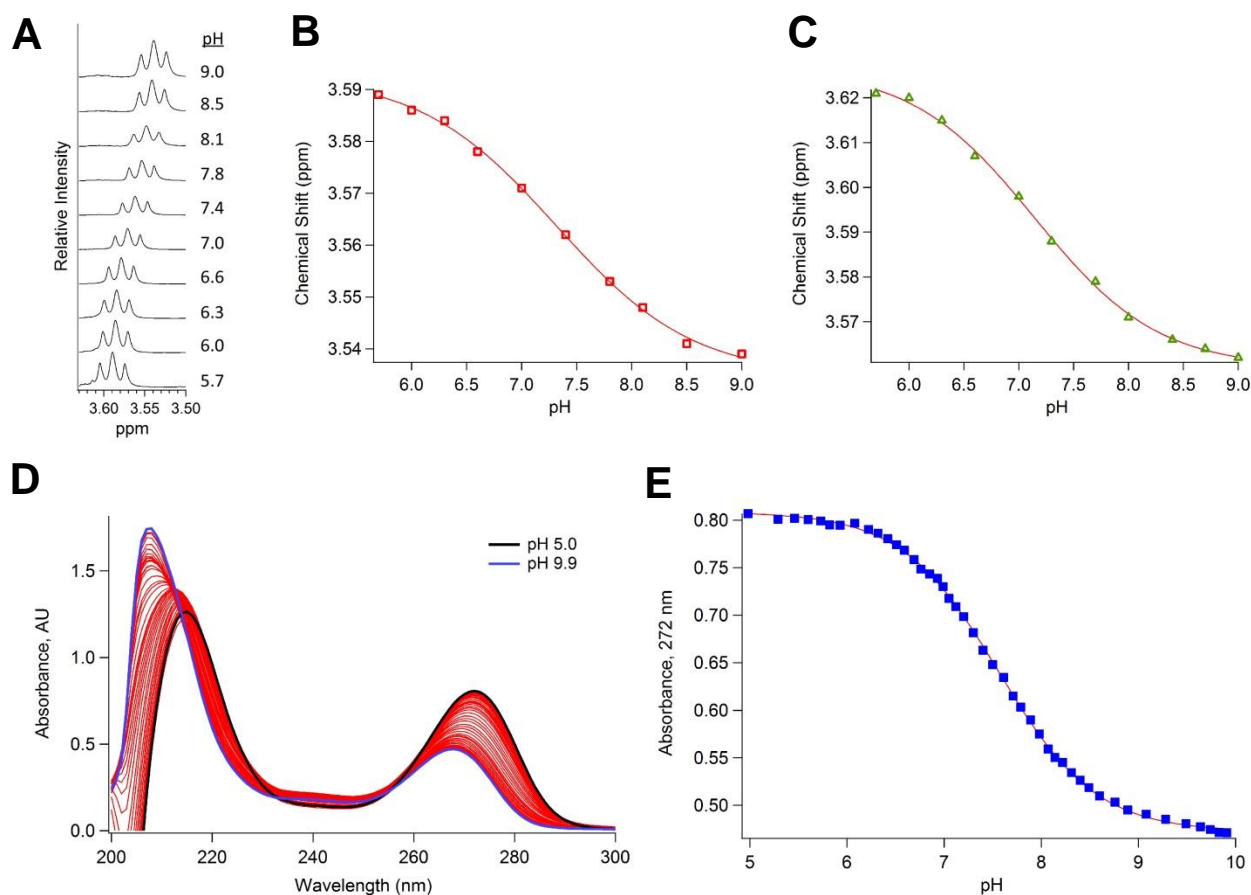 A
pH
9.0
8.5
8.1
7.8
7.4
7.0
6.6
6.3
6.0
5.7
Relative Intensity
3.60 3.55 3.50
ppm
B
3.59
3.58
3.57
3.56
3.55
3.54
Chemical Shift (ppm)
6.0 6.5 7.0 7.5 8.0 8.5 9.0
pH
C
3.62
3.61
3.60
3.59
3.58
3.57
Chemical Shift (ppm)
6.0 6.5 7.0 7.5 8.0 8.5 9.0
pH
D
pH 5.0
pH 9.9
1.5
1.0
0.5
0.0
Absorbance, AU
200 220 240 260 280 300
Wavelength (nm)
E
0.80
0.75
0.70
0.65
0.60
0.55
0.50
Absorbance, 272 nm
5 6 7 8 9 10
pH